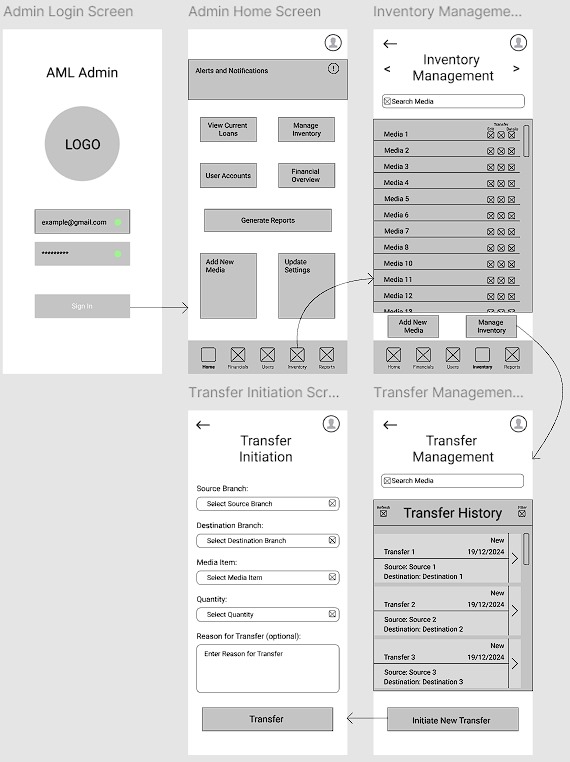 Admin Login Screen
AML Admin
LOGO
example@gmail.com
*********
Sign In
Admin Home Screen
Alerts and Notifications
!
View Current
Loans
Manage
Inventory
User Accounts
Financial
Overview
Generate Reports
Add New
Media
Update
Settings
Home
Financials
Users
Inventory
Reports
Inventory Manageme...
<
Inventory
Management
>
Search Media
Transfer
Edit
Details
Media 1
Media 2
Media 3
Media 4
Media 5
Media 6
Media 7
Media 8
Media 10
Media 11
Media 12
Media 13
Add New
Media
Manage
Inventory
Home
Financials
Users
Inventory
Reports
Transfer Initiation Scr...
Transfer
Initiation
Source Branch:
Select Source Branch
Destination Branch:
Select Destination Branch
Media Item:
Select Media Item
Quantity:
Select Quantity
Reason for Transfer (optional):
Enter Reason for Transfer
Transfer
Transfer Managemen...
Transfer
Management
Search Media
Refresh
Transfer History
Filter
New
Transfer 1 19/12/2024
Source: Source 1
Destination: Destination 1
New
Transfer 2 19/12/2024
Source: Source 2
Destination: Destination 2
New
Transfer 3 19/12/2024
Source: Source 3
Destination: Destination 3
Initiate New Transfer